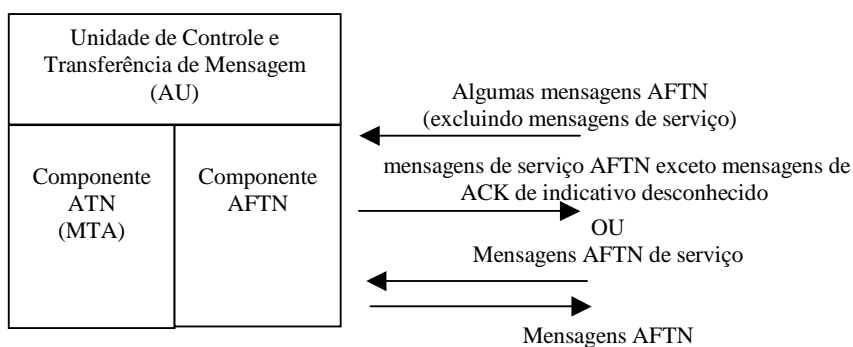 Unidade de Controle e
Transferência de Mensagem
(AU)
Componente
ATN
(MTA)
Componente
AFTN
Algumas mensagens AFTN
(excluindo mensagens de serviço)
mensagens de serviço AFTN exceto mensagens de
ACK de indicativo desconhecido
OU
Mensagens AFTN de serviço
Mensagens AFTN